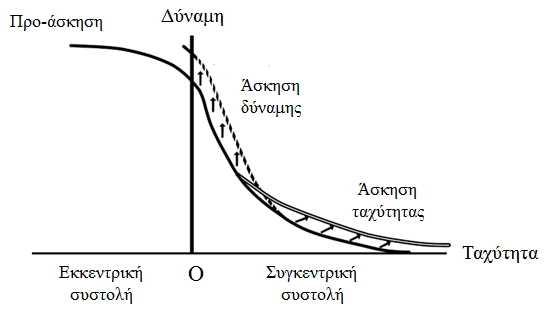 Προ-άσκηση
Δύναμη
Άσκηση
δύναμης
Άσκηση
ταχύτητας
Ταχύτητα
Εκκεντρική
συστολή
Ο
Συγκεντρική
συστολή